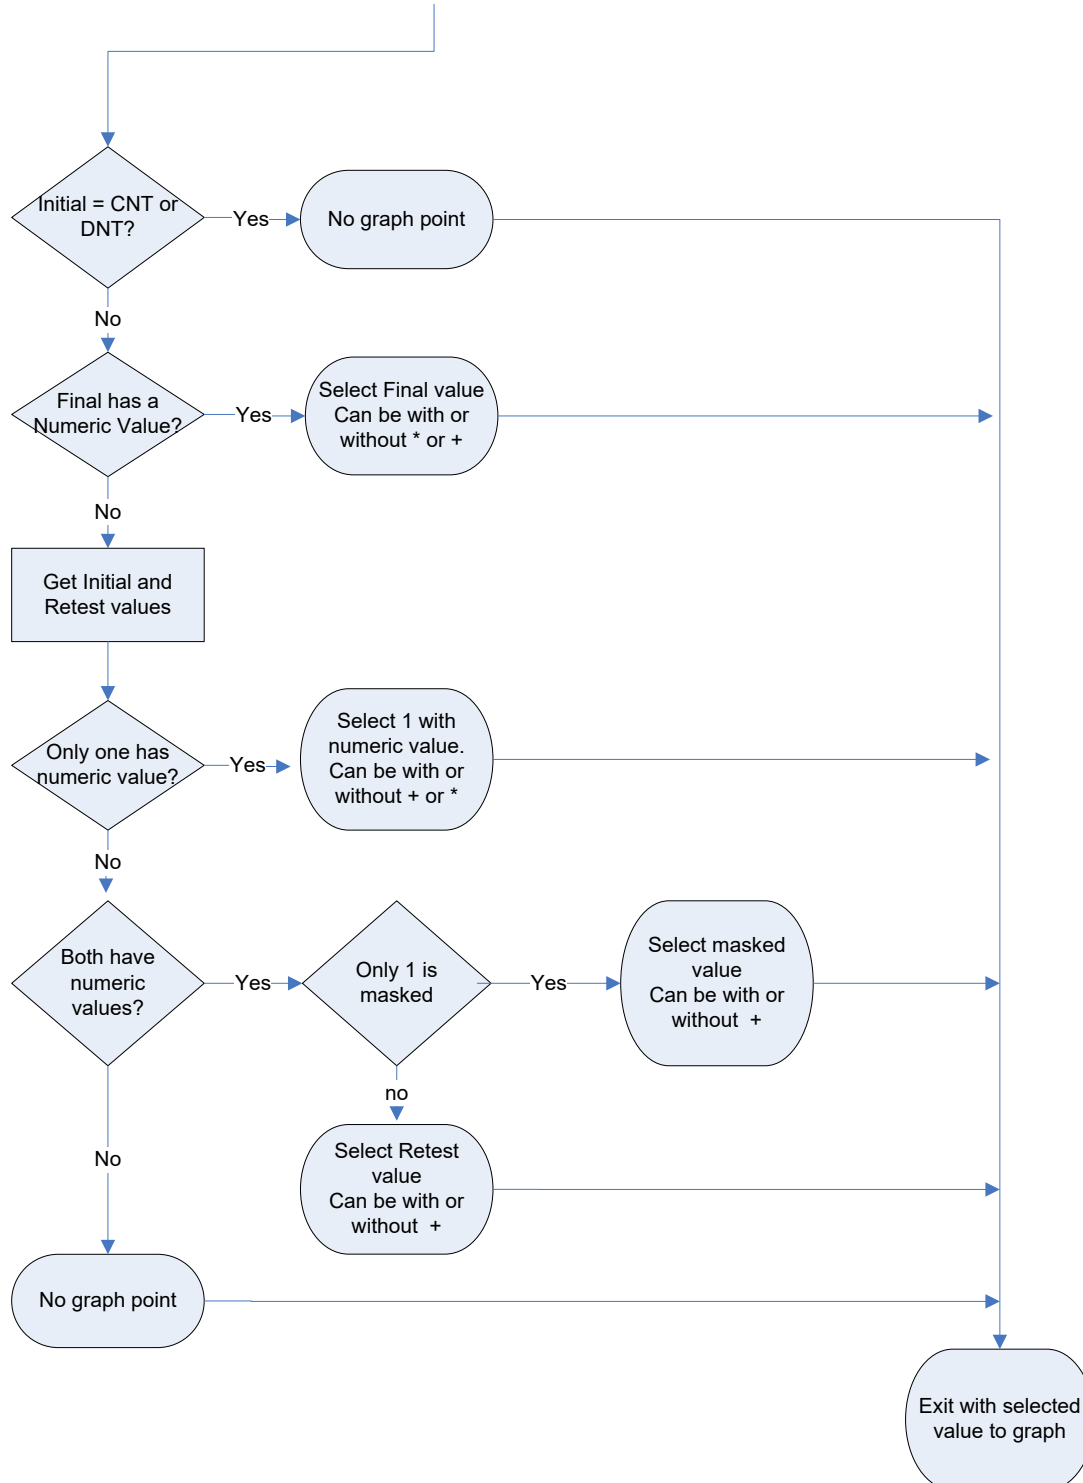 Initial = CNT or
DNT?
Yes
No graph point
No
Final has a
Numeric Value?
Yes
Select Final value
Can be with or
without * or +
No
Get Initial and
Retest values
Only one has
numeric value?
Yes
Select 1 with
numeric value.
Can be with or
without + or *
No
Both have
numeric
values?
Yes
Only 1 is
masked
Yes
Select masked
value
Can be with or
without  +
no
Select Retest
value
Can be with or
without  +
No
No graph point
Exit with selected
value to graph